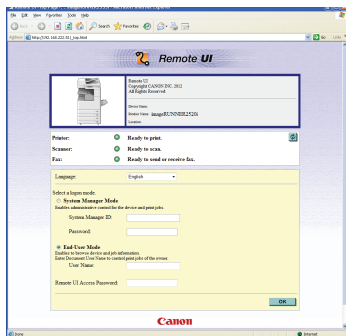 File Edit View Favorites Tools Help
Back
Search Favorites
Address http://192.168.222.31/_top.html
Go Links
Remote UI
Remote UI
Copyright CANON INC. 2012
All Rights Reserved
Device Name:
Product Name: imageRUNNER2520i
Location:
Printer: Ready to print.
Scanner: Ready to scan.
Fax: Ready to send or receive fax.
Language: English
Select a logon mode.
System Manager Mode
Enables administrative control for the device and print jobs.
System Manager ID:
Password:
End-User Mode
Enables to browse device and job information.
Enter Document User Name to control print jobs of the owner.
User Name:
Remote UI Access Password:
OK
Canon
Done
Internet